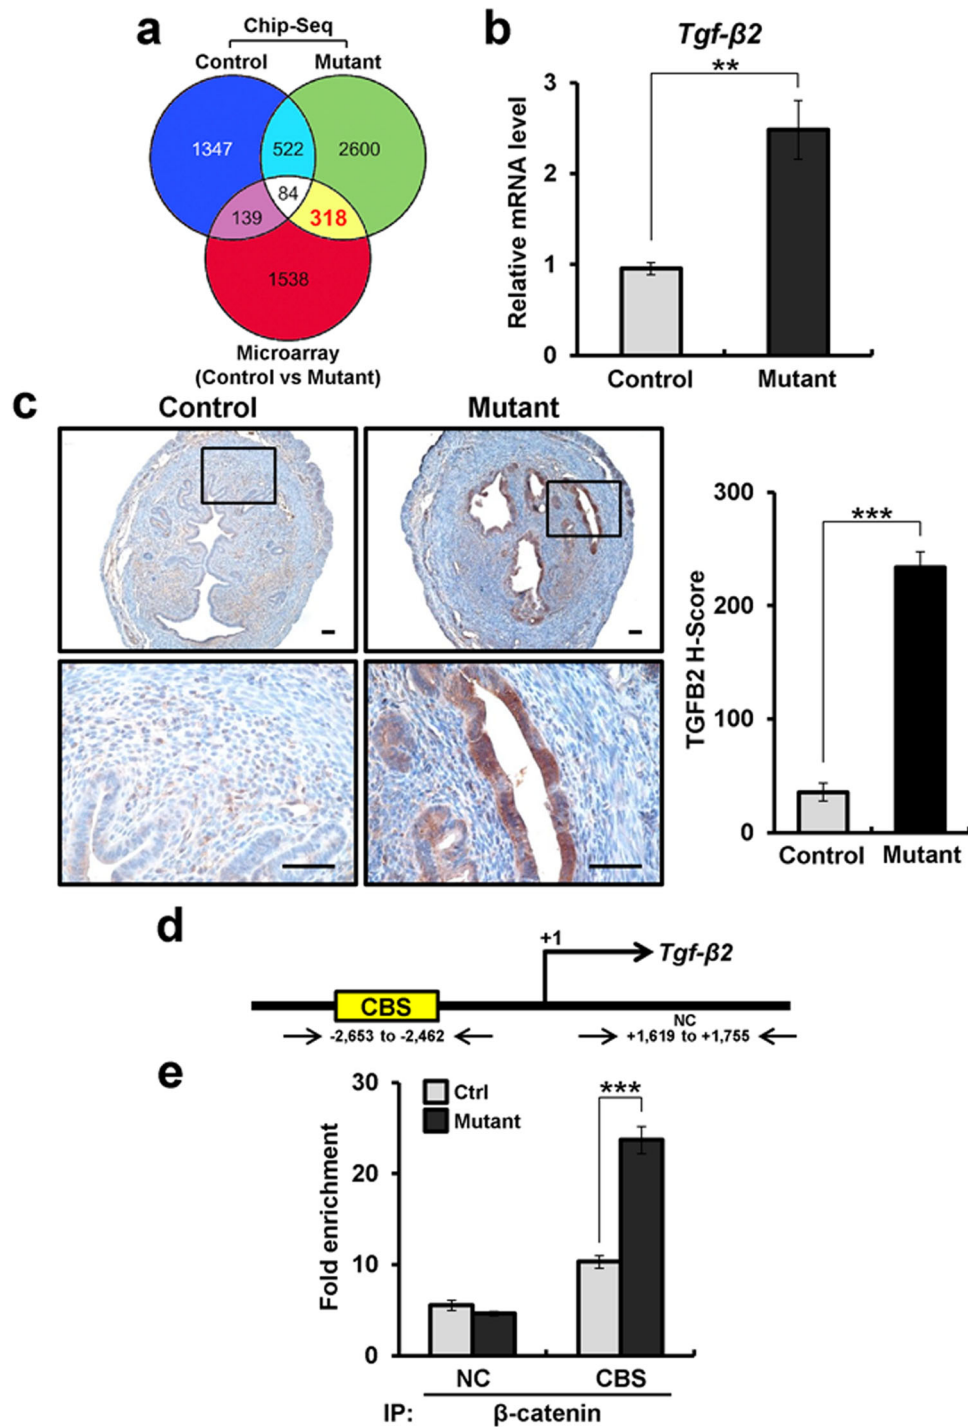 a
Chip-Seq
Control
Mutant
1347
522
2600
84
139
318
1538
Microarray
(Control vs Mutant)
b
Tgf-β2
**
Relative mRNA level
3
2
1
0
Control
Mutant
c
Control
Mutant
TGFB2 H-Score
300
200
100
0
***
Control
Mutant
d
+1
Tgf-β2
CBS
-2,653 to -2,462
NC
+1,619 to +1,755
e
Fold enrichment
30
20
10
0
Ctrl
Mutant
***
NC
CBS
IP:
β-catenin